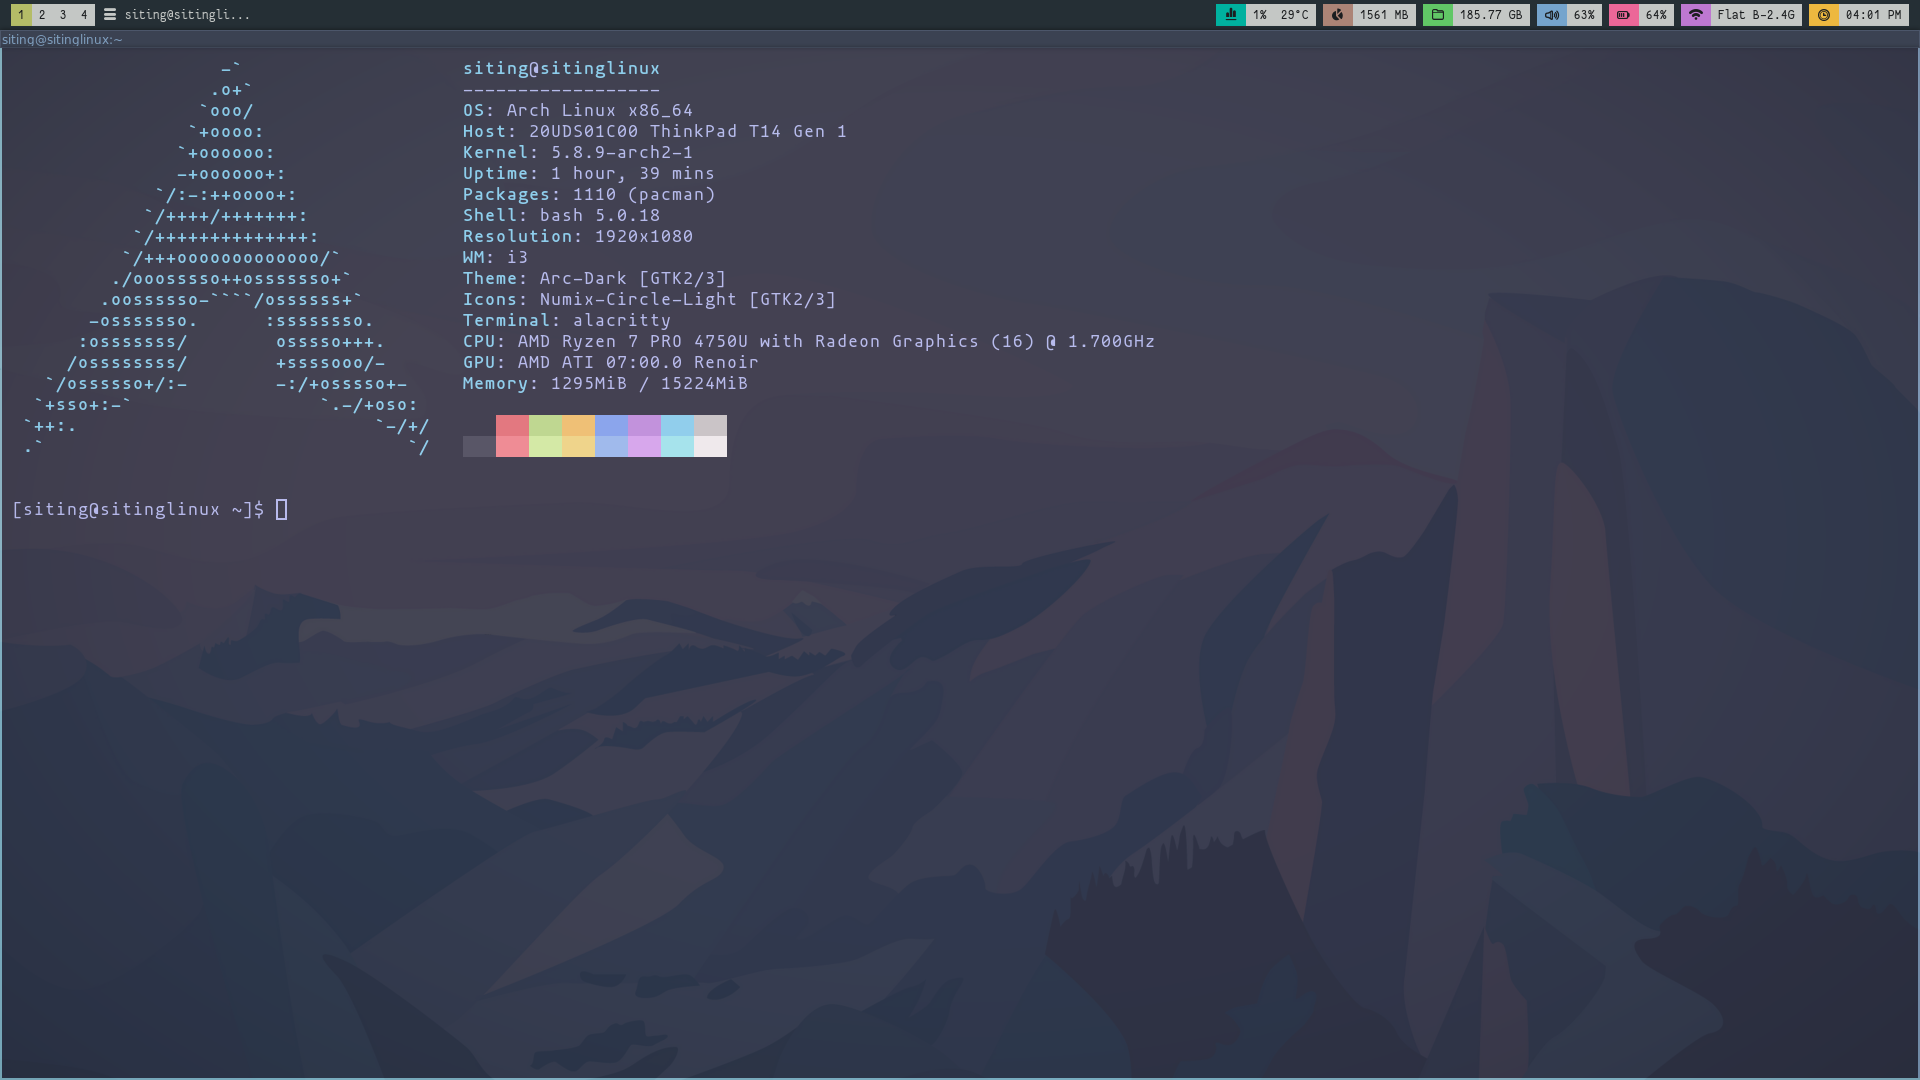 1 2 3 4 siting@sitingli... 1% 29°C 1561 MB 185.77 GB 63% 64% Flat B-2.4G 04:01 PM
siting@sitinglinux:~
                   -`
                  .o+`
                 `ooo/
                `+oooo:
               `+oooooo:
               -+oooooo+:
             `/:-:++oooo+:
            `/++++/+++++++:
           `/++++++++++++++:
          `/+++ooooooooooooo/`
         ./ooosssso++osssssso+`
        .oossssso-````/ossssss+`
       -osssssso.      :ssssssso.
      :osssssss/        osssso+++.
     /ossssssss/        +ssssooo/-
   `/ossssso+/:-        -:/+osssso+-
  `+sso+:-`                 `.-/+oso:
 `++:.                           `-/+/
 .`                                 `/
siting@sitinglinux
------------------
OS: Arch Linux x86_64
Host: 20UDS01C00 ThinkPad T14 Gen 1
Kernel: 5.8.9-arch2-1
Uptime: 1 hour, 39 mins
Packages: 1110 (pacman)
Shell: bash 5.0.18
Resolution: 1920x1080
WM: i3
Theme: Arc-Dark [GTK2/3]
Icons: Numix-Circle-Light [GTK2/3]
Terminal: alacritty
CPU: AMD Ryzen 7 PRO 4750U with Radeon Graphics (16) @ 1.700GHz
GPU: AMD ATI 07:00.0 Renoir
Memory: 1295MiB / 15224MiB
[siting@sitinglinux ~]$